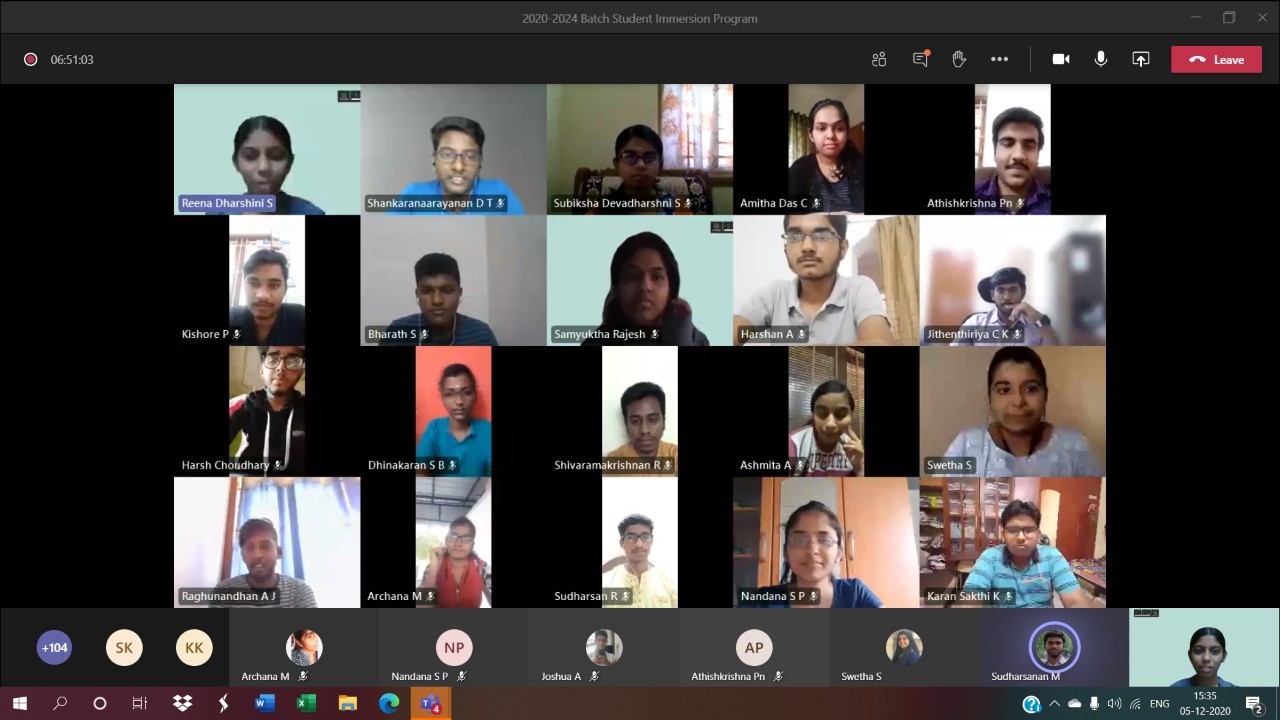 2020-2024 Batch Student Immersion Program
06:51:03
Leave
Reena Dharshini S
Shankaranaarayanan D T
Subiksha Devadharshni S
Amitha Das C
Athishkrishna Pn
Kishore P
Bharath S
Samyuktha Rajesh
Harshan A
Jithenthiriya C K
Harsh Choudhary
Dhinakaran S B
Shivaramakrishnan R
Ashmita A
Swetha S
Raghunandhan A J
Archana M
Sudharsan R
Nandana S P
Karan Sakthi K
+104
SK
KK
NP
AP
Archana M
Nandana S P
Joshua A
Athishkrishna Pn
Swetha S
Sudharsanan M
4
ENG
15:35
05-12-2020
2